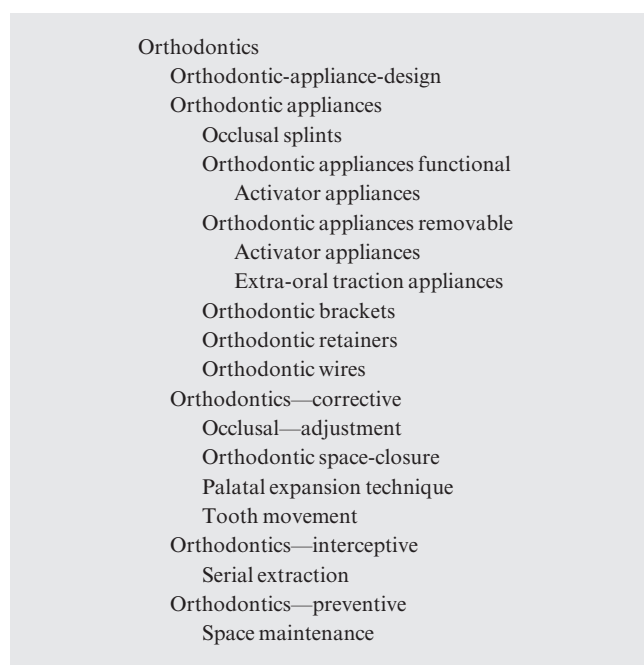 Orthodontics
Orthodontic-appliance-design
Orthodontic appliances
Occlusal splints
Orthodontic appliances functional
Activator appliances
Orthodontic appliances removable
Activator appliances
Extra-oral traction appliances
Orthodontic brackets
Orthodontic retainers
Orthodontic wires
Orthodontics—corrective
Occlusal—adjustment
Orthodontic space-closure
Palatal expansion technique
Tooth movement
Orthodontics—interceptive
Serial extraction
Orthodontics—preventive
Space maintenance